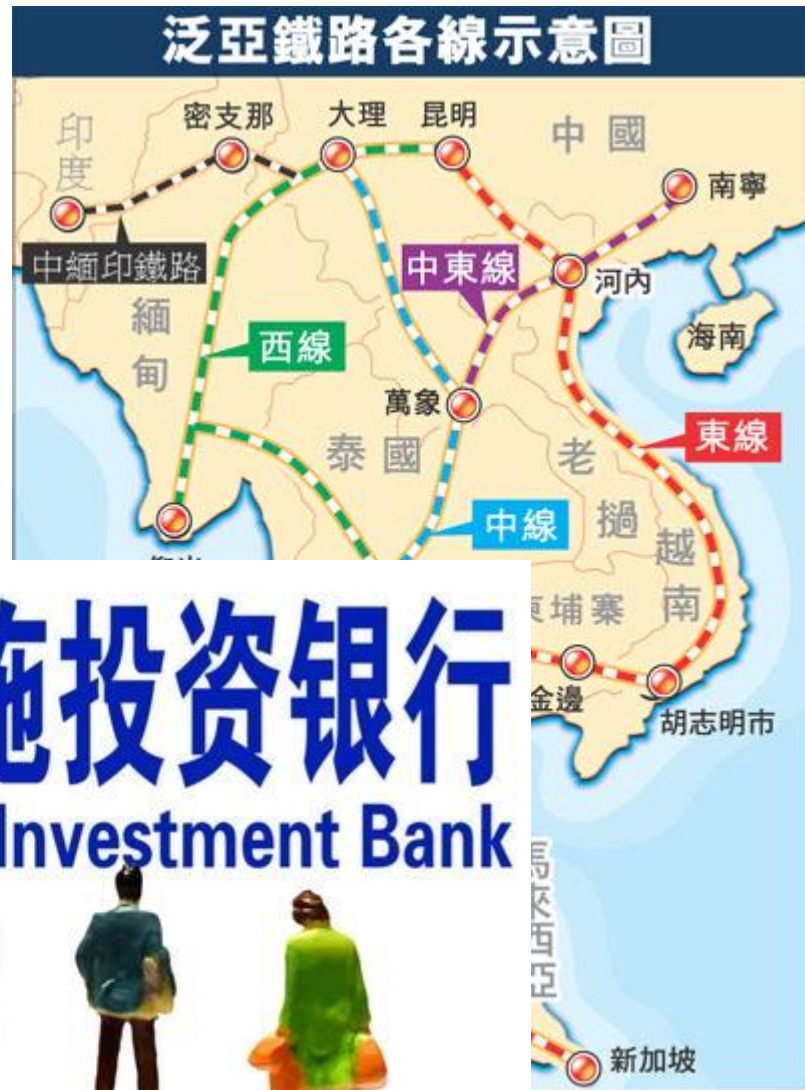 泛亞鐵路各線示意圖
印度
密支那
大理
昆明
中國
南寧
中緬印鐵路
中東線
河內
緬甸
西線
海南
萬象
泰國
老撾
東線
中線
越南
柬埔寨
金邊
胡志明市
施投资银行
Investment Bank
馬來西亞
新加坡